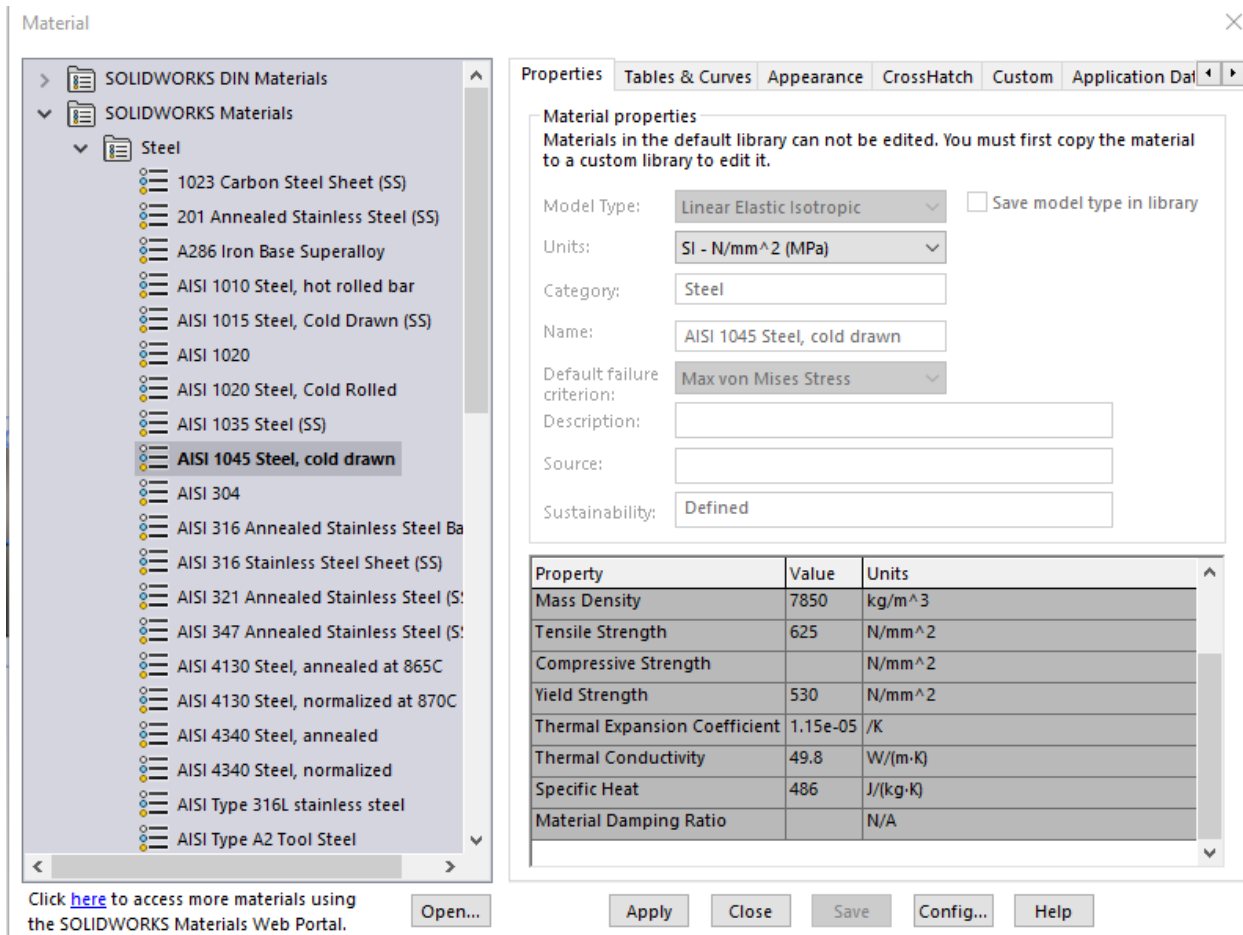 Material
SOLIDWORKS DIN Materials
SOLIDWORKS Materials
Steel
1023 Carbon Steel Sheet (SS)
201 Annealed Stainless Steel (SS)
A286 Iron Base Superalloy
AISI 1010 Steel, hot rolled bar
AISI 1015 Steel, Cold Drawn (SS)
AISI 1020
AISI 1020 Steel, Cold Rolled
AISI 1035 Steel (SS)
AISI 1045 Steel, cold drawn
AISI 304
AISI 316 Annealed Stainless Steel Ba
AISI 316 Stainless Steel Sheet (SS)
AISI 321 Annealed Stainless Steel (S
AISI 347 Annealed Stainless Steel (S
AISI 4130 Steel, annealed at 865C
AISI 4130 Steel, normalized at 870C
AISI 4340 Steel, annealed
AISI 4340 Steel, normalized
AISI Type 316L stainless steel
AISI Type A2 Tool Steel
Click here to access more materials using
the SOLIDWORKS Materials Web Portal.
Open...
Properties Tables & Curves Appearance CrossHatch Custom Application Dat
Material properties
Materials in the default library can not be edited. You must first copy the material
to a custom library to edit it.
Model Type: Linear Elastic Isotropic Save model type in library
Units: SI - N/mm^2 (MPa)
Category: Steel
Name: AISI 1045 Steel, cold drawn
Default failure
criterion: Max von Mises Stress
Description:
Source:
Sustainability: Defined
Property Value Units
Mass Density 7850 kg/m^3
Tensile Strength 625 N/mm^2
Compressive Strength N/mm^2
Yield Strength 530 N/mm^2
Thermal Expansion Coefficient 1.15e-05 /K
Thermal Conductivity 49.8 W/(m·K)
Specific Heat 486 J/(kg·K)
Material Damping Ratio N/A
Apply Close Save Config... Help